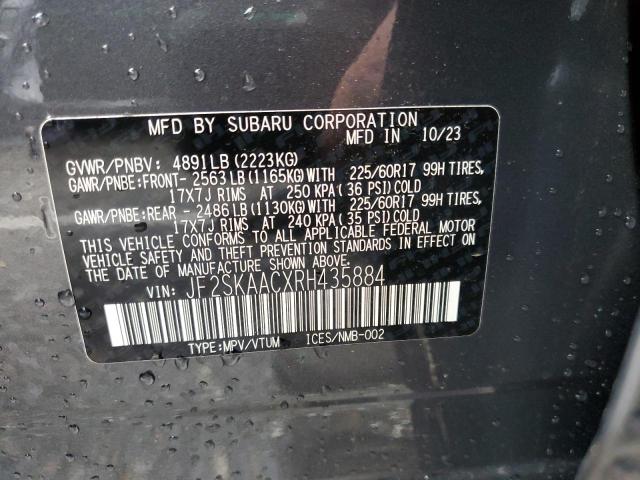 MFD BY SUBARU CORPORATION
MFD IN 10/23
GVWR/PNBV: 4891LB(2223KG)
GAWR/PNBE:FRONT- 2563LB(1165KG)WITH 225/60R17 99H TIRES,
17X7J RIMS AT 250 KPA(36 PSI)COLD
GAWR/PNBE:REAR - 2486LB(1130KG)WITH 225/60R17 99H TIRES,
17X7J RIMS AT 240 KPA(35 PSI)COLD
THIS VEHICLE CONFORMS TO ALL APPLICABLE FEDERAL MOTOR
VEHICLE SAFETY AND THEFT PREVENTION STANDARDS IN EFFECT ON
THE DATE OF MANUFACTURE SHOWN ABOVE.
VIN: JF2SKAACXRH435884
TYPE:MPV/VTUM ICES/NMB-002